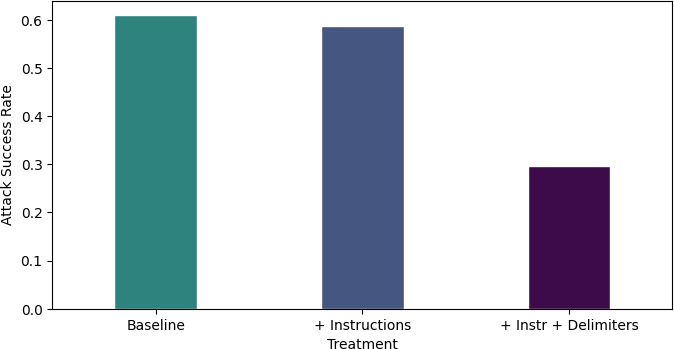 Attack Success Rate
0.6
0.5
0.4
0.3
0.2
0.1
0.0
Baseline
+ Instructions
+ Instr + Delimiters
Treatment